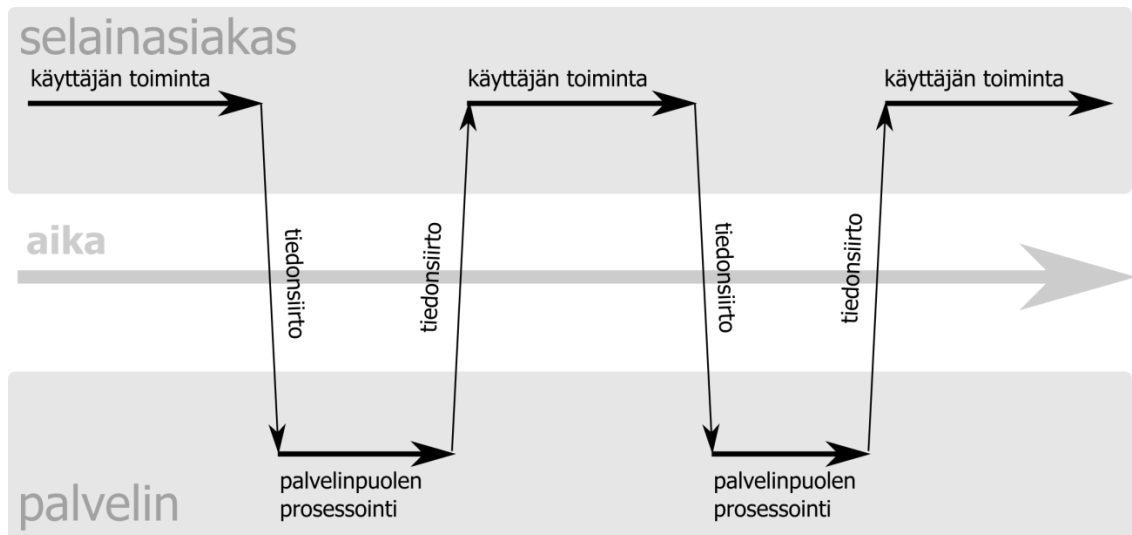 selainasiakas
käyttäjän toiminta
käyttäjän toiminta
käyttäjän toiminta
aika
tiedonsiirto
tiedonsiirto
tiedonsiirto
tiedonsiirto
palvelinpuolen
prosessointi
palvelinpuolen
prosessointi
palvelin